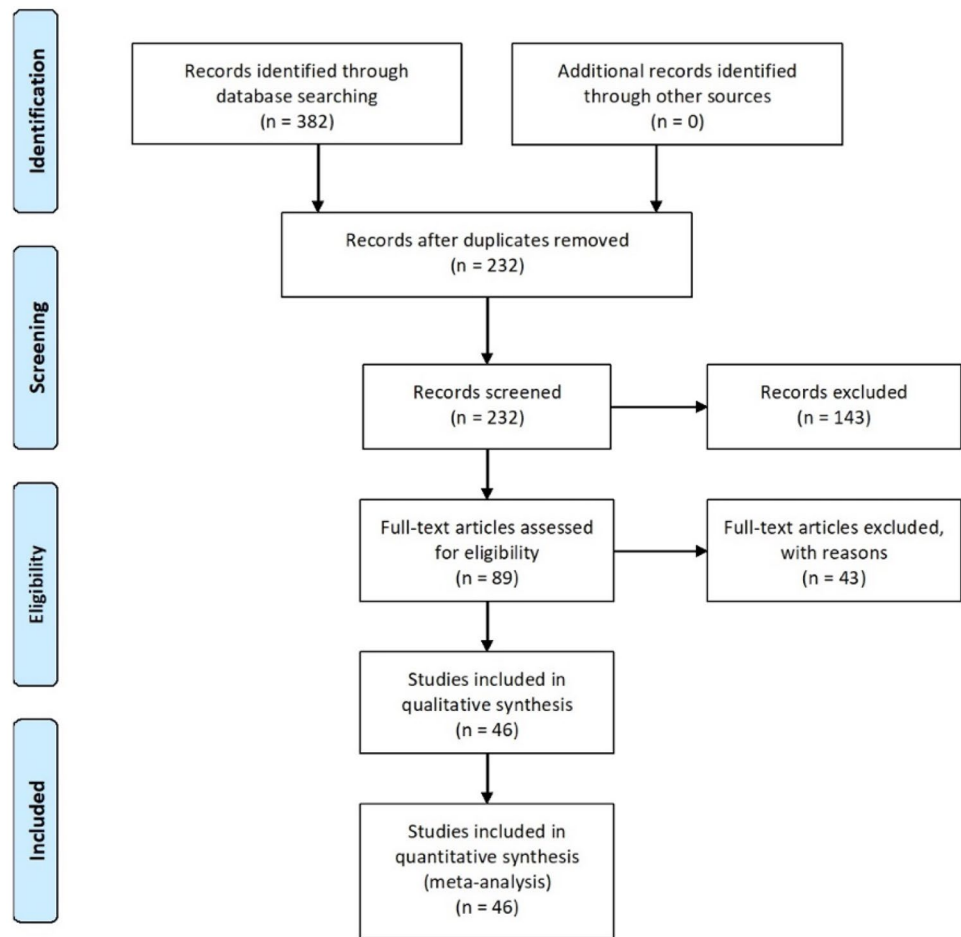 Identification
Records identified through
database searching
(n = 382)
Additional records identified
through other sources
(n = 0)
Records after duplicates removed
(n = 232)
Screening
Records screened
(n = 232)
Records excluded
(n = 143)
Eligibility
Full-text articles assessed
for eligibility
(n = 89)
Full-text articles excluded,
with reasons
(n = 43)
Studies included in
qualitative synthesis
(n = 46)
Included
Studies included in
quantitative synthesis
(meta-analysis)
(n = 46)